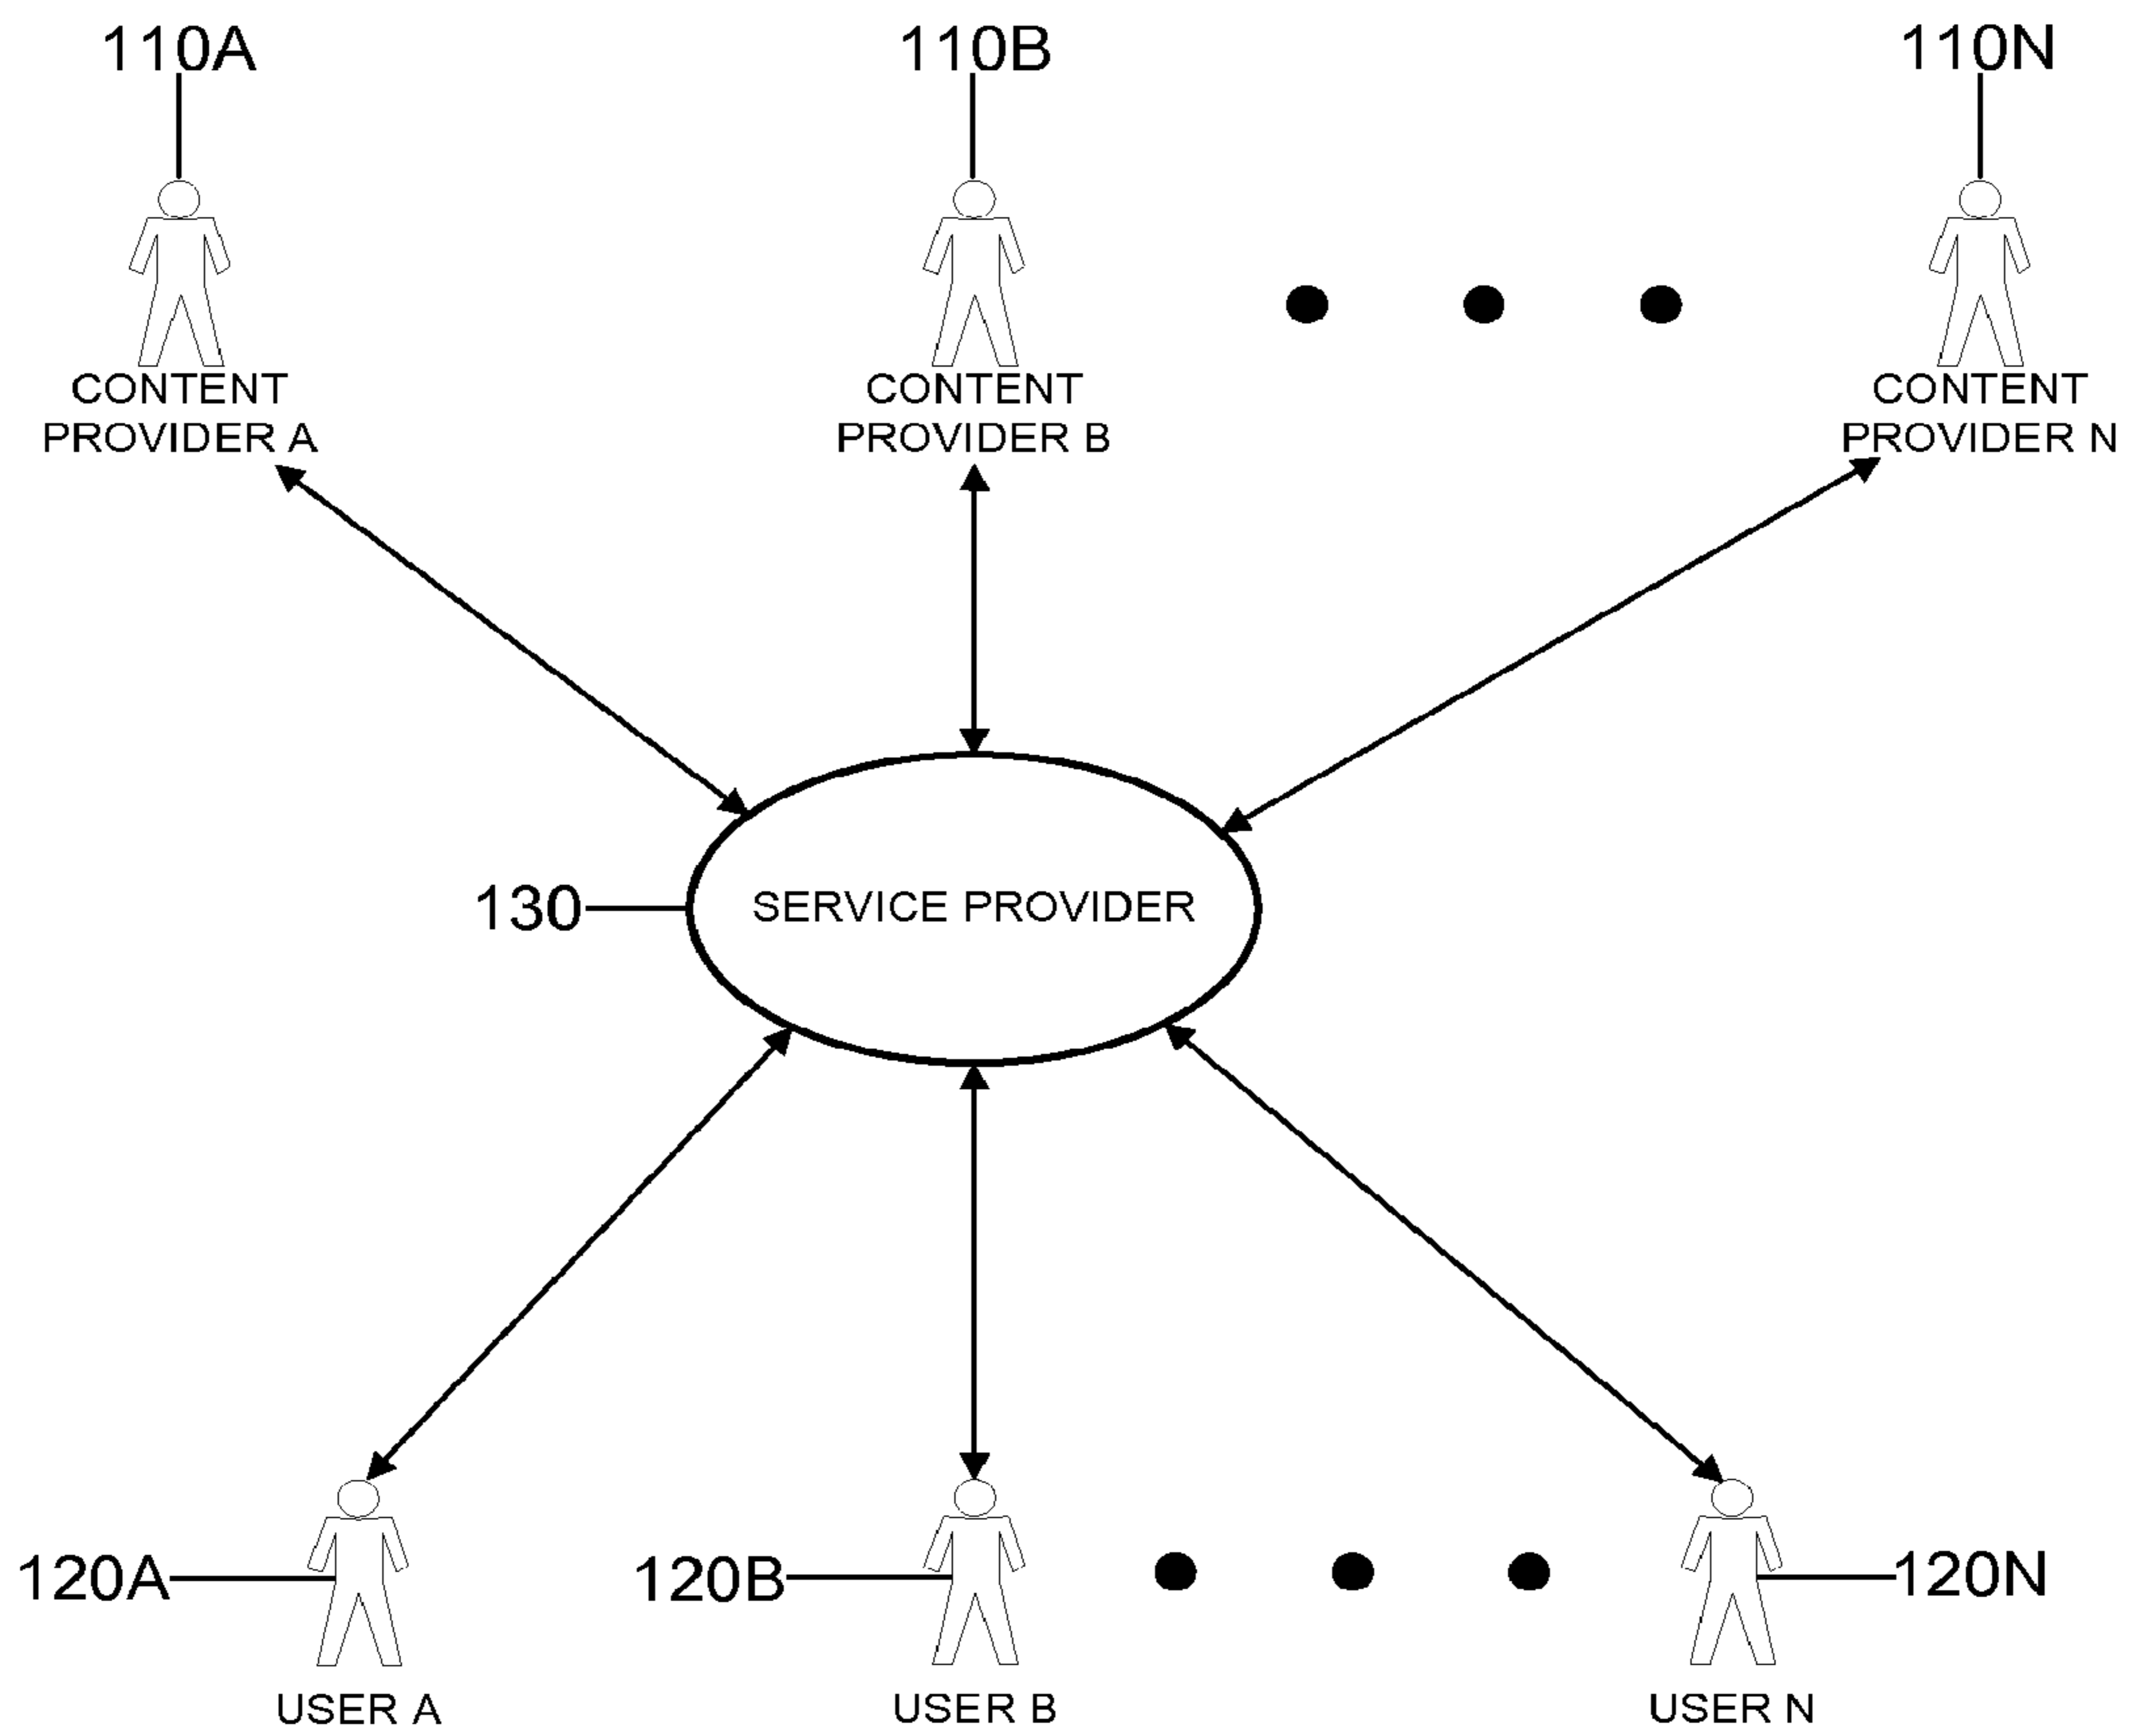 110A
110B
110N
CONTENT
PROVIDER A
CONTENT
PROVIDER B
CONTENT
PROVIDER N
130
SERVICE PROVIDER
120A
120B
120N
USER A
USER B
USER N